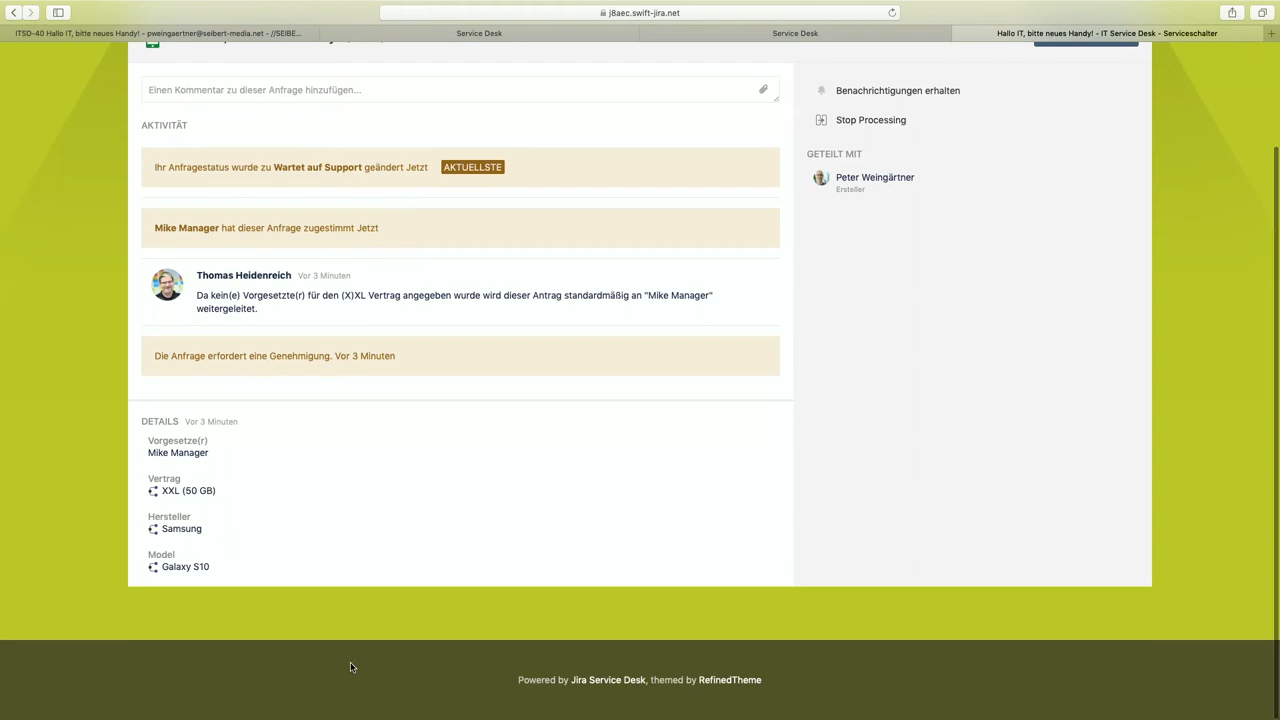 j8aec.swift-jira.net
ITSD-40 Hallo IT, bitte neues Handy! - pweingaertner@seibert-media.net - //SEIBE...
Service Desk
Service Desk
Hallo IT, bitte neues Handy! - IT Service Desk - Serviceschalter
Einen Kommentar zu dieser Anfrage hinzufügen...
AKTIVITÄT
Ihr Anfragestatus wurde zu Wartet auf Support geändert Jetzt AKTUELLSTE
Mike Manager hat dieser Anfrage zugestimmt Jetzt
Thomas Heidenreich Vor 3 Minuten
Da kein(e) Vorgesetzte(r) für den (X)XL Vertrag angegeben wurde wird dieser Antrag standardmäßig an "Mike Manager"
weitergeleitet.
Die Anfrage erfordert eine Genehmigung. Vor 3 Minuten
DETAILS Vor 3 Minuten
Vorgesetze(r)
Mike Manager
Vertrag
XXL (50 GB)
Hersteller
Samsung
Model
Galaxy S10
Benachrichtigungen erhalten
Stop Processing
GETEILT MIT
Peter Weingärtner
Ersteller
Powered by Jira Service Desk, themed by RefinedTheme